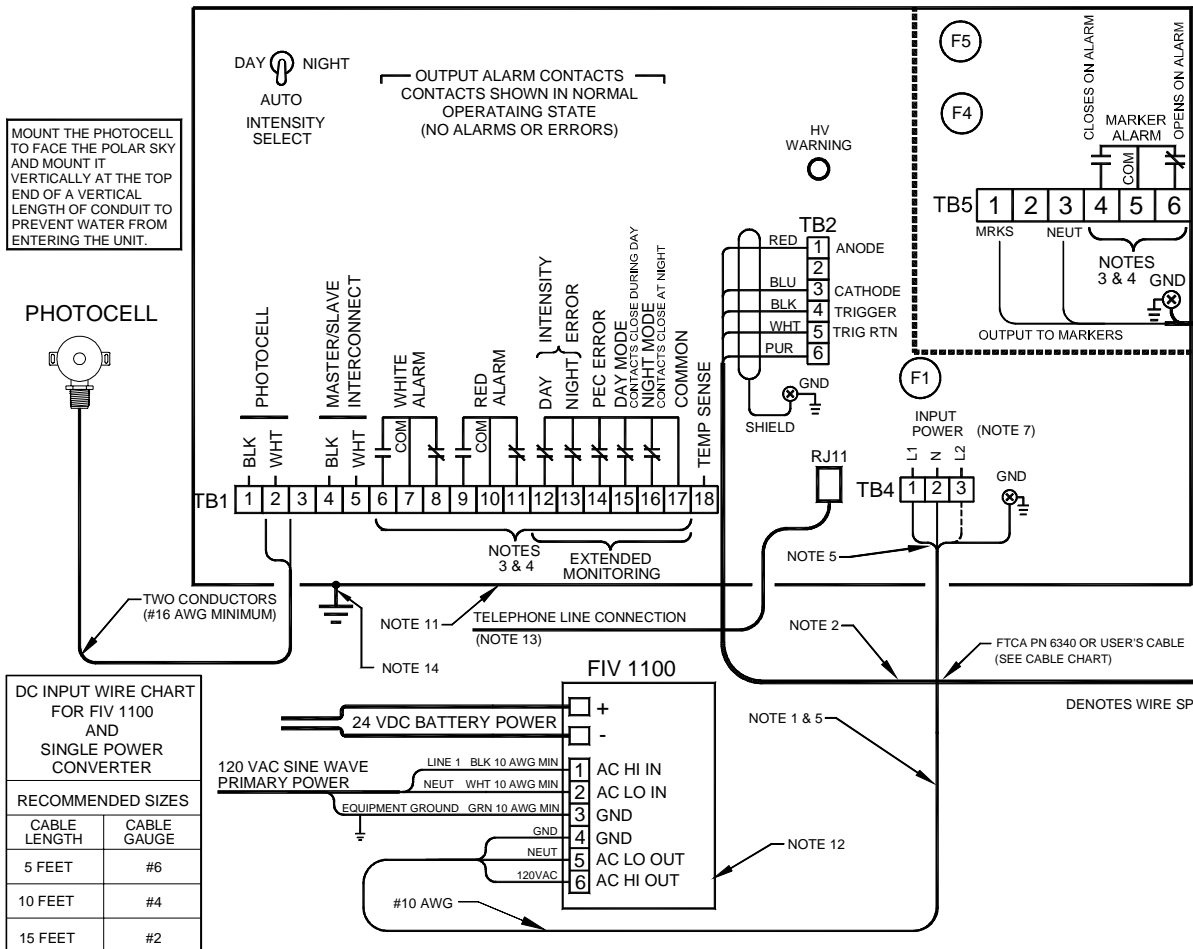 DAY NIGHT
AUTO
INTENSITY
SELECT
OUTPUT ALARM CONTACTS
CONTACTS SHOWN IN NORMAL
OPERATAING STATE
(NO ALARMS OR ERRORS)
MOUNT THE PHOTOCELL
TO FACE THE POLAR SKY
AND MOUNT IT
VERTICALLY AT THE TOP
END OF A VERTICAL
LENGTH OF CONDUIT TO
PREVENT WATER FROM
ENTERING THE UNIT.
HV
WARNING
F5
F4
CLOSES ON ALARM
MARKER
ALARM
COM
OPENS ON ALARM
TB5 1 2 3 4 5 6
MRKS NEUT
NOTES
3 & 4
GND
OUTPUT TO MARKERS
TB2
RED 1 ANODE
2
BLU 3 CATHODE
BLK 4 TRIGGER
WHT 5 TRIG RTN
PUR 6
GND
SHIELD
F1
PHOTOCELL
PHOTOCELL
BLK
WHT
MASTER/SLAVE
INTERCONNECT
BLK
WHT
WHITE
ALARM
COM
RED
ALARM
COM
DAY INTENSITY
NIGHT ERROR
PEC ERROR
DAY MODE
CONTACTS CLOSE DURING DAY
NIGHT MODE
CONTACTS CLOSE AT NIGHT
COMMON
TEMP SENSE
TB1 1 2 3 4 5 6 7 8 9 10 11 12 13 14 15 16 17 18
NOTES
3 & 4
EXTENDED
MONITORING
RJ11
INPUT
POWER (NOTE 7)
L1 N L2
TB4 1 2 3
GND
NOTE 5
TWO CONDUCTORS
(#16 AWG MINIMUM)
NOTE 11
NOTE 14
TELEPHONE LINE CONNECTION
(NOTE 13)
NOTE 2
FTCA PN 6340 OR USER'S CABLE
(SEE CABLE CHART)
DENOTES WIRE SP
FIV 1100
+
24 VDC BATTERY POWER
-
120 VAC SINE WAVE
PRIMARY POWER
LINE 1 BLK 10 AWG MIN 1 AC HI IN
NEUT WHT 10 AWG MIN 2 AC LO IN
EQUIPMENT GROUND GRN 10 AWG MIN 3 GND
GND 4 GND
NEUT 5 AC LO OUT
120VAC 6 AC HI OUT
#10 AWG
NOTE 1 & 5
NOTE 12
DC INPUT WIRE CHART
FOR FIV 1100
AND
SINGLE POWER
CONVERTER
RECOMMENDED SIZES
CABLE LENGTH CABLE GAUGE
5 FEET #6
10 FEET #4
15 FEET #2